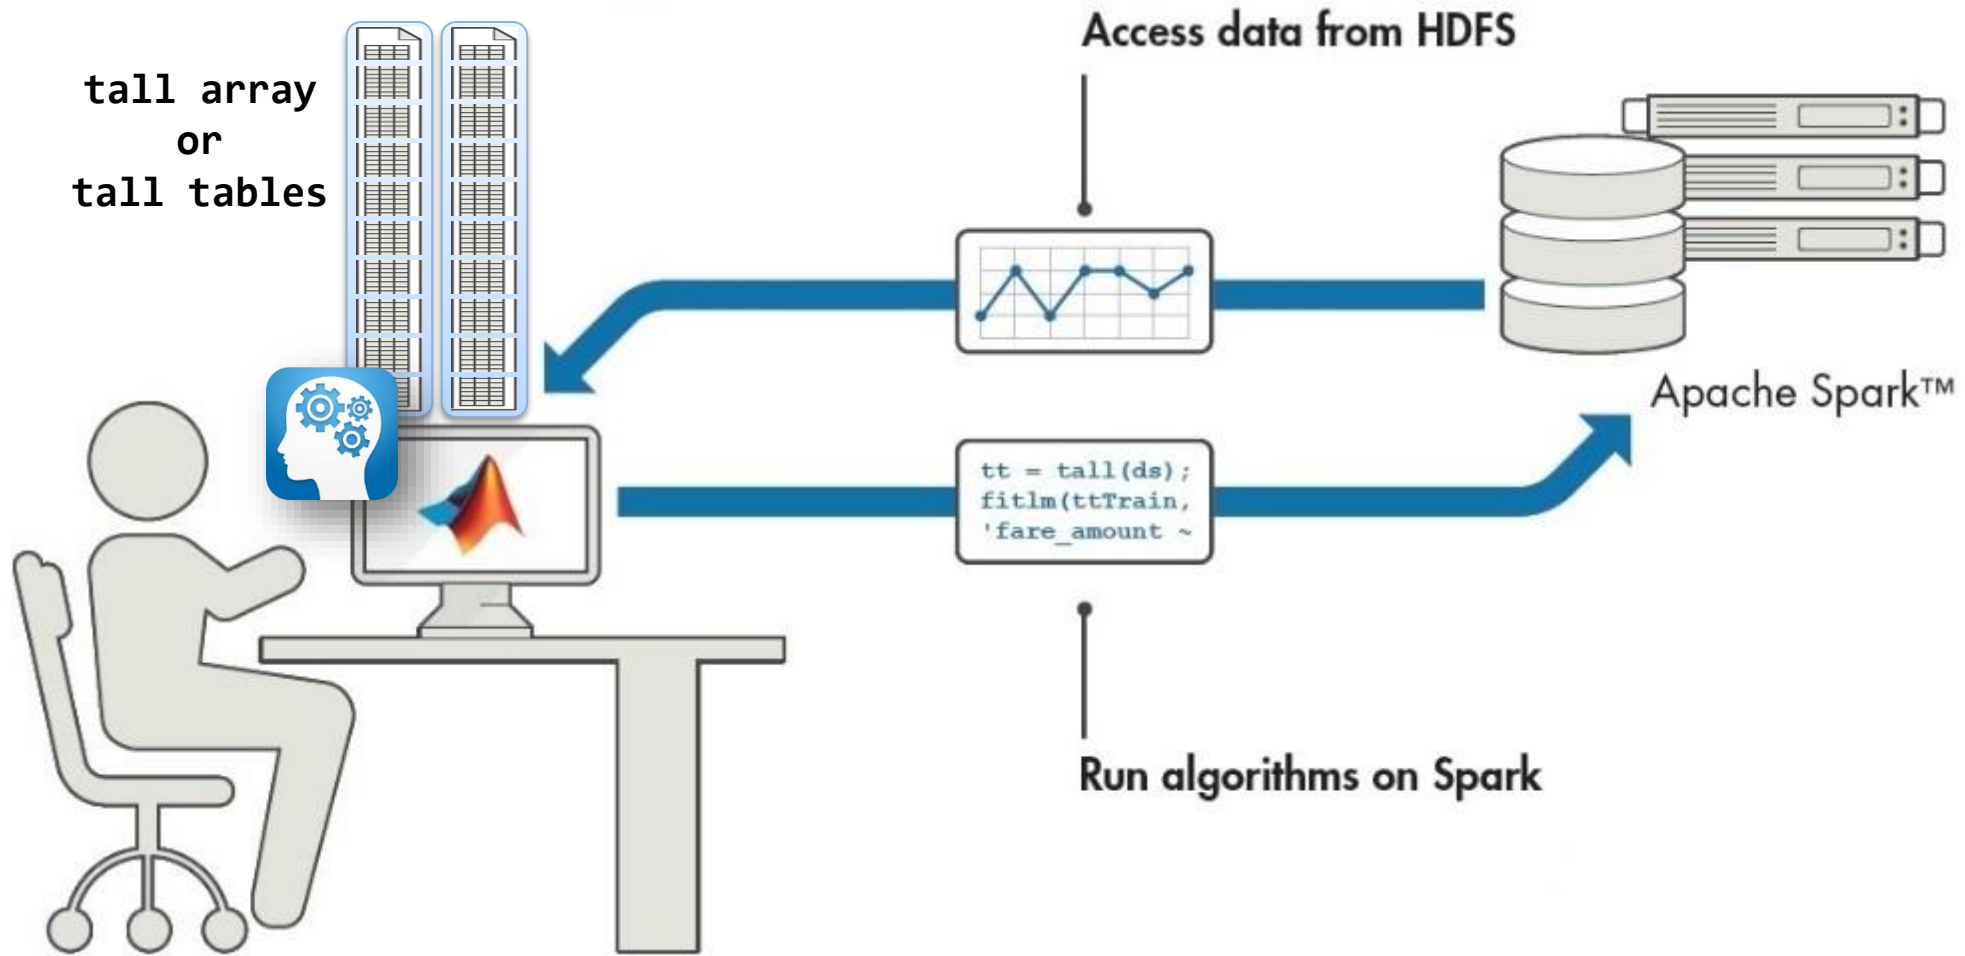 Access data from HDFS
tall array
or
tall tables
Apache Spark™
tt = tall(ds);
fitlm(ttTrain,
'fare_amount ~
Run algorithms on Spark